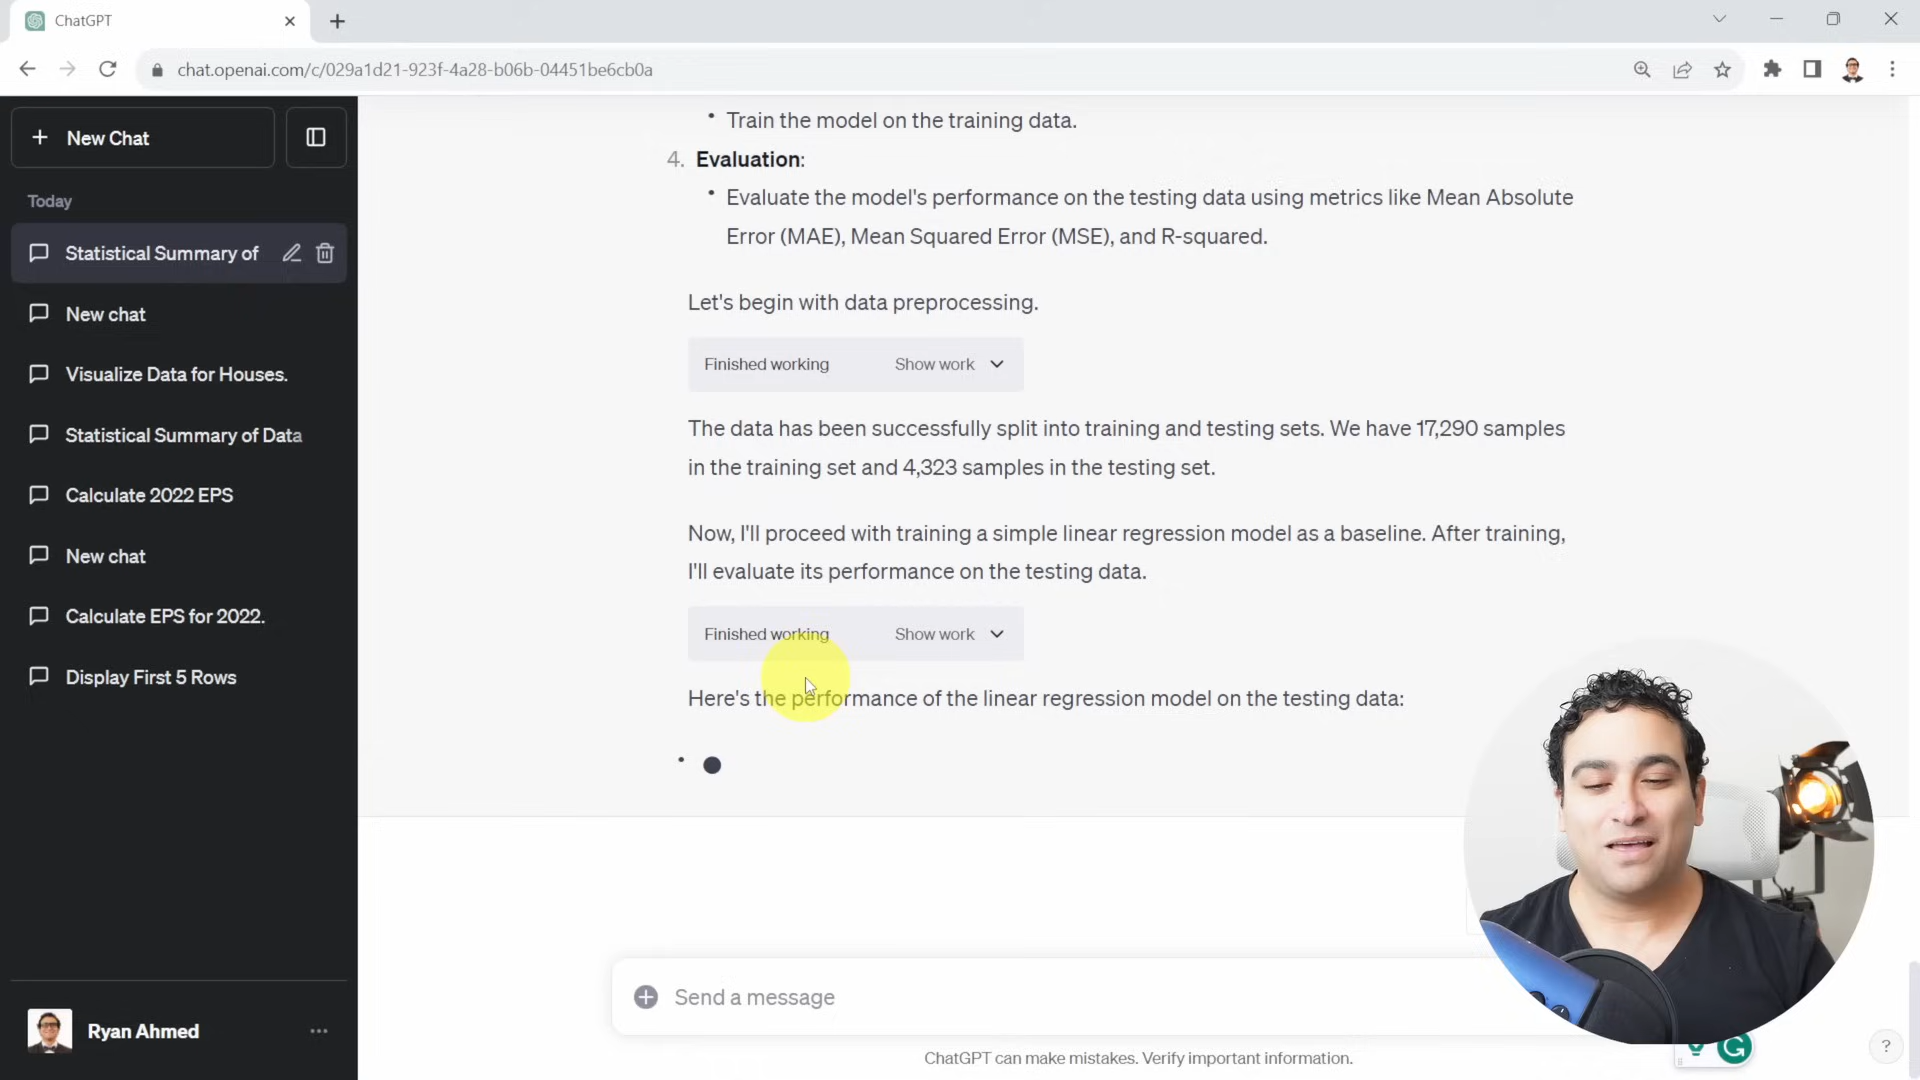 ChatGPT
chat.openai.com/c/029a1d21-923f-4a28-b06b-04451be6cb0a
New Chat
Today
Statistical Summary of
New chat
Visualize Data for Houses.
Statistical Summary of Data
Calculate 2022 EPS
New chat
Calculate EPS for 2022.
Display First 5 Rows
Ryan Ahmed
• Train the model on the training data.
4. Evaluation:
• Evaluate the model's performance on the testing data using metrics like Mean Absolute
Error (MAE), Mean Squared Error (MSE), and R-squared.
Let's begin with data preprocessing.
Finished working Show work
The data has been successfully split into training and testing sets. We have 17,290 samples
in the training set and 4,323 samples in the testing set.
Now, I'll proceed with training a simple linear regression model as a baseline. After training,
I'll evaluate its performance on the testing data.
Finished working Show work
Here's the performance of the linear regression model on the testing data:
•
Send a message
ChatGPT can make mistakes. Verify important information.
?